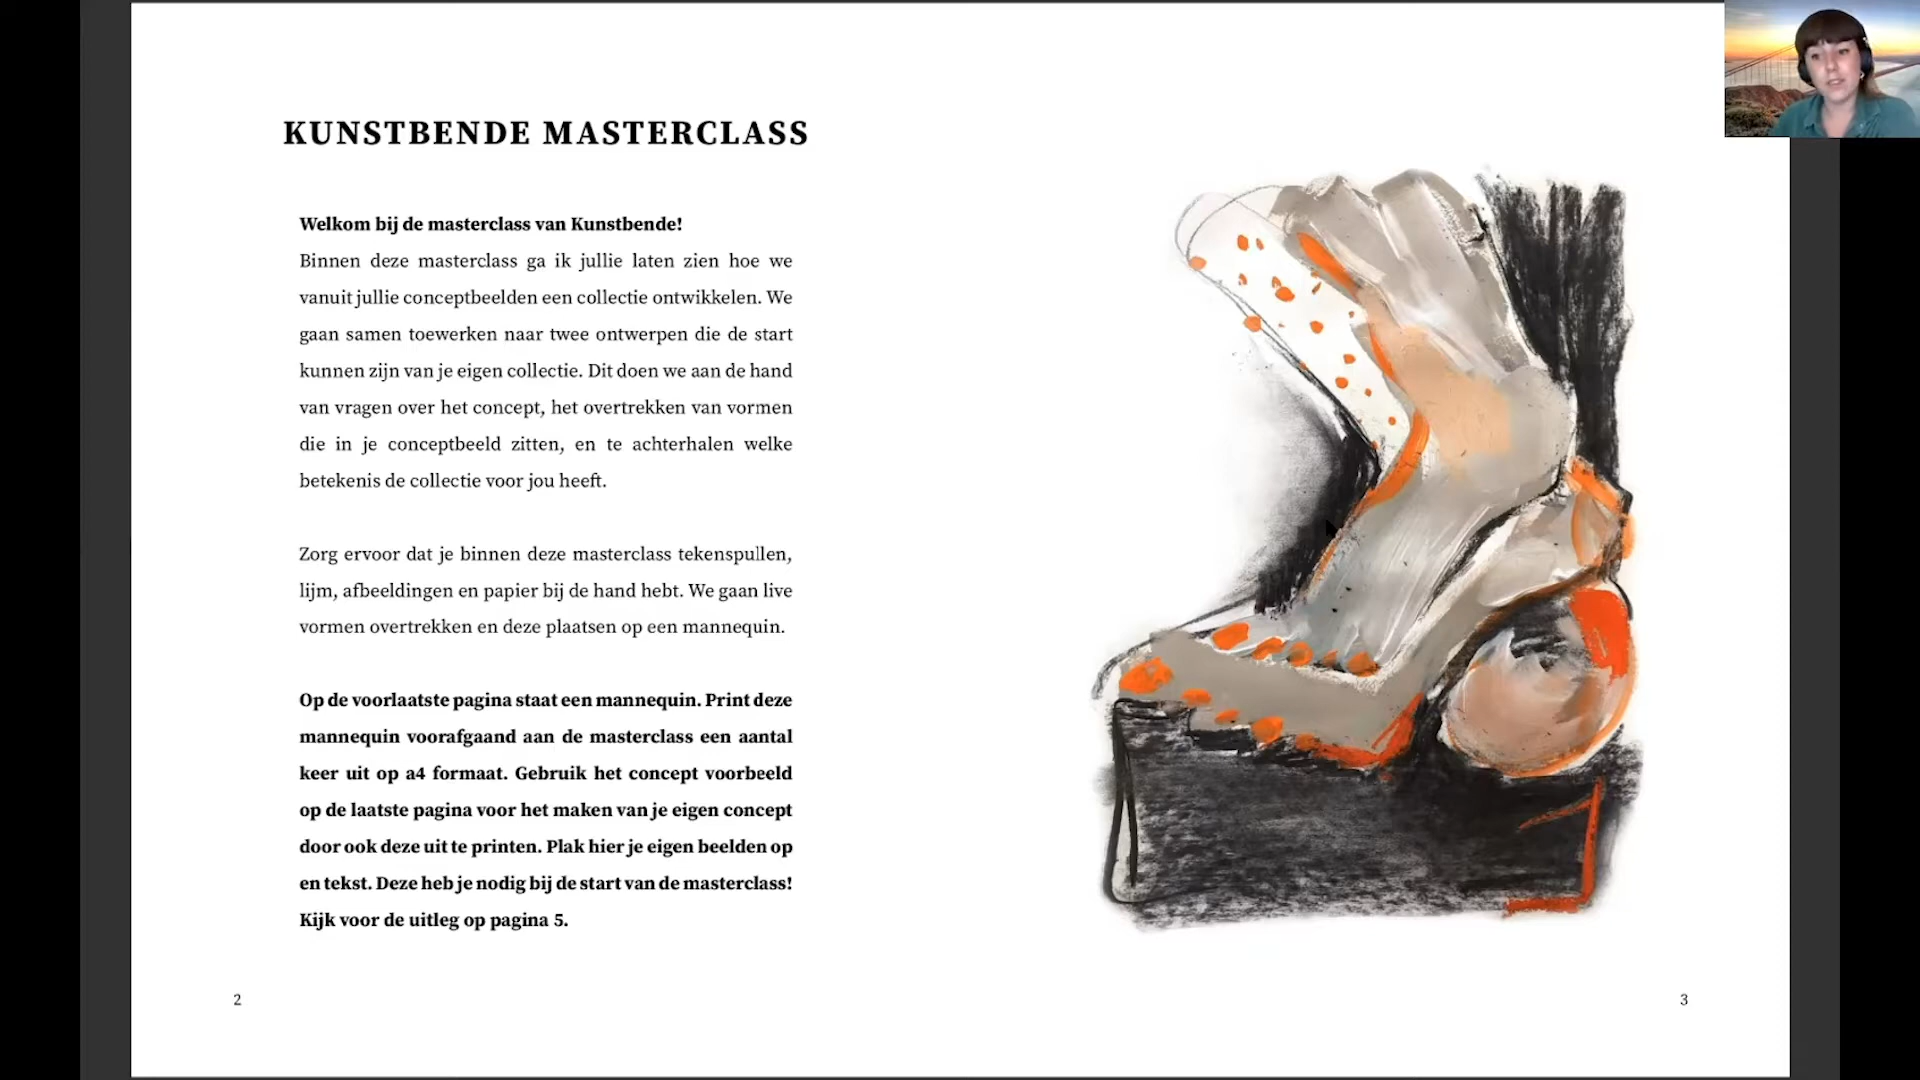 KUNSTBENDE MASTERCLASS
Welkom bij de masterclass van Kunstbende!
Binnen deze masterclass ga ik jullie laten zien hoe we
vanuit jullie conceptbeelden een collectie ontwikkelen. We
gaan samen toewerken naar twee ontwerpen die de start
kunnen zijn van je eigen collectie. Dit doen we aan de hand
van vragen over het concept, het overtrekken van vormen
die in je conceptbeeld zitten, en te achterhalen welke
betekenis de collectie voor jou heeft.
Zorg ervoor dat je binnen deze masterclass tekenspullen,
lijm, afbeeldingen en papier bij de hand hebt. We gaan live
vormen overtrekken en deze plaatsen op een mannequin.
Op de voorlaatste pagina staat een mannequin. Print deze
mannequin voorafgaand aan de masterclass een aantal
keer uit op a4 formaat. Gebruik het concept voorbeeld
op de laatste pagina voor het maken van je eigen concept
door ook deze uit te printen. Plak hier je eigen beelden op
en tekst. Deze heb je nodig bij de start van de masterclass!
Kijk voor de uitleg op pagina 5.
2
3